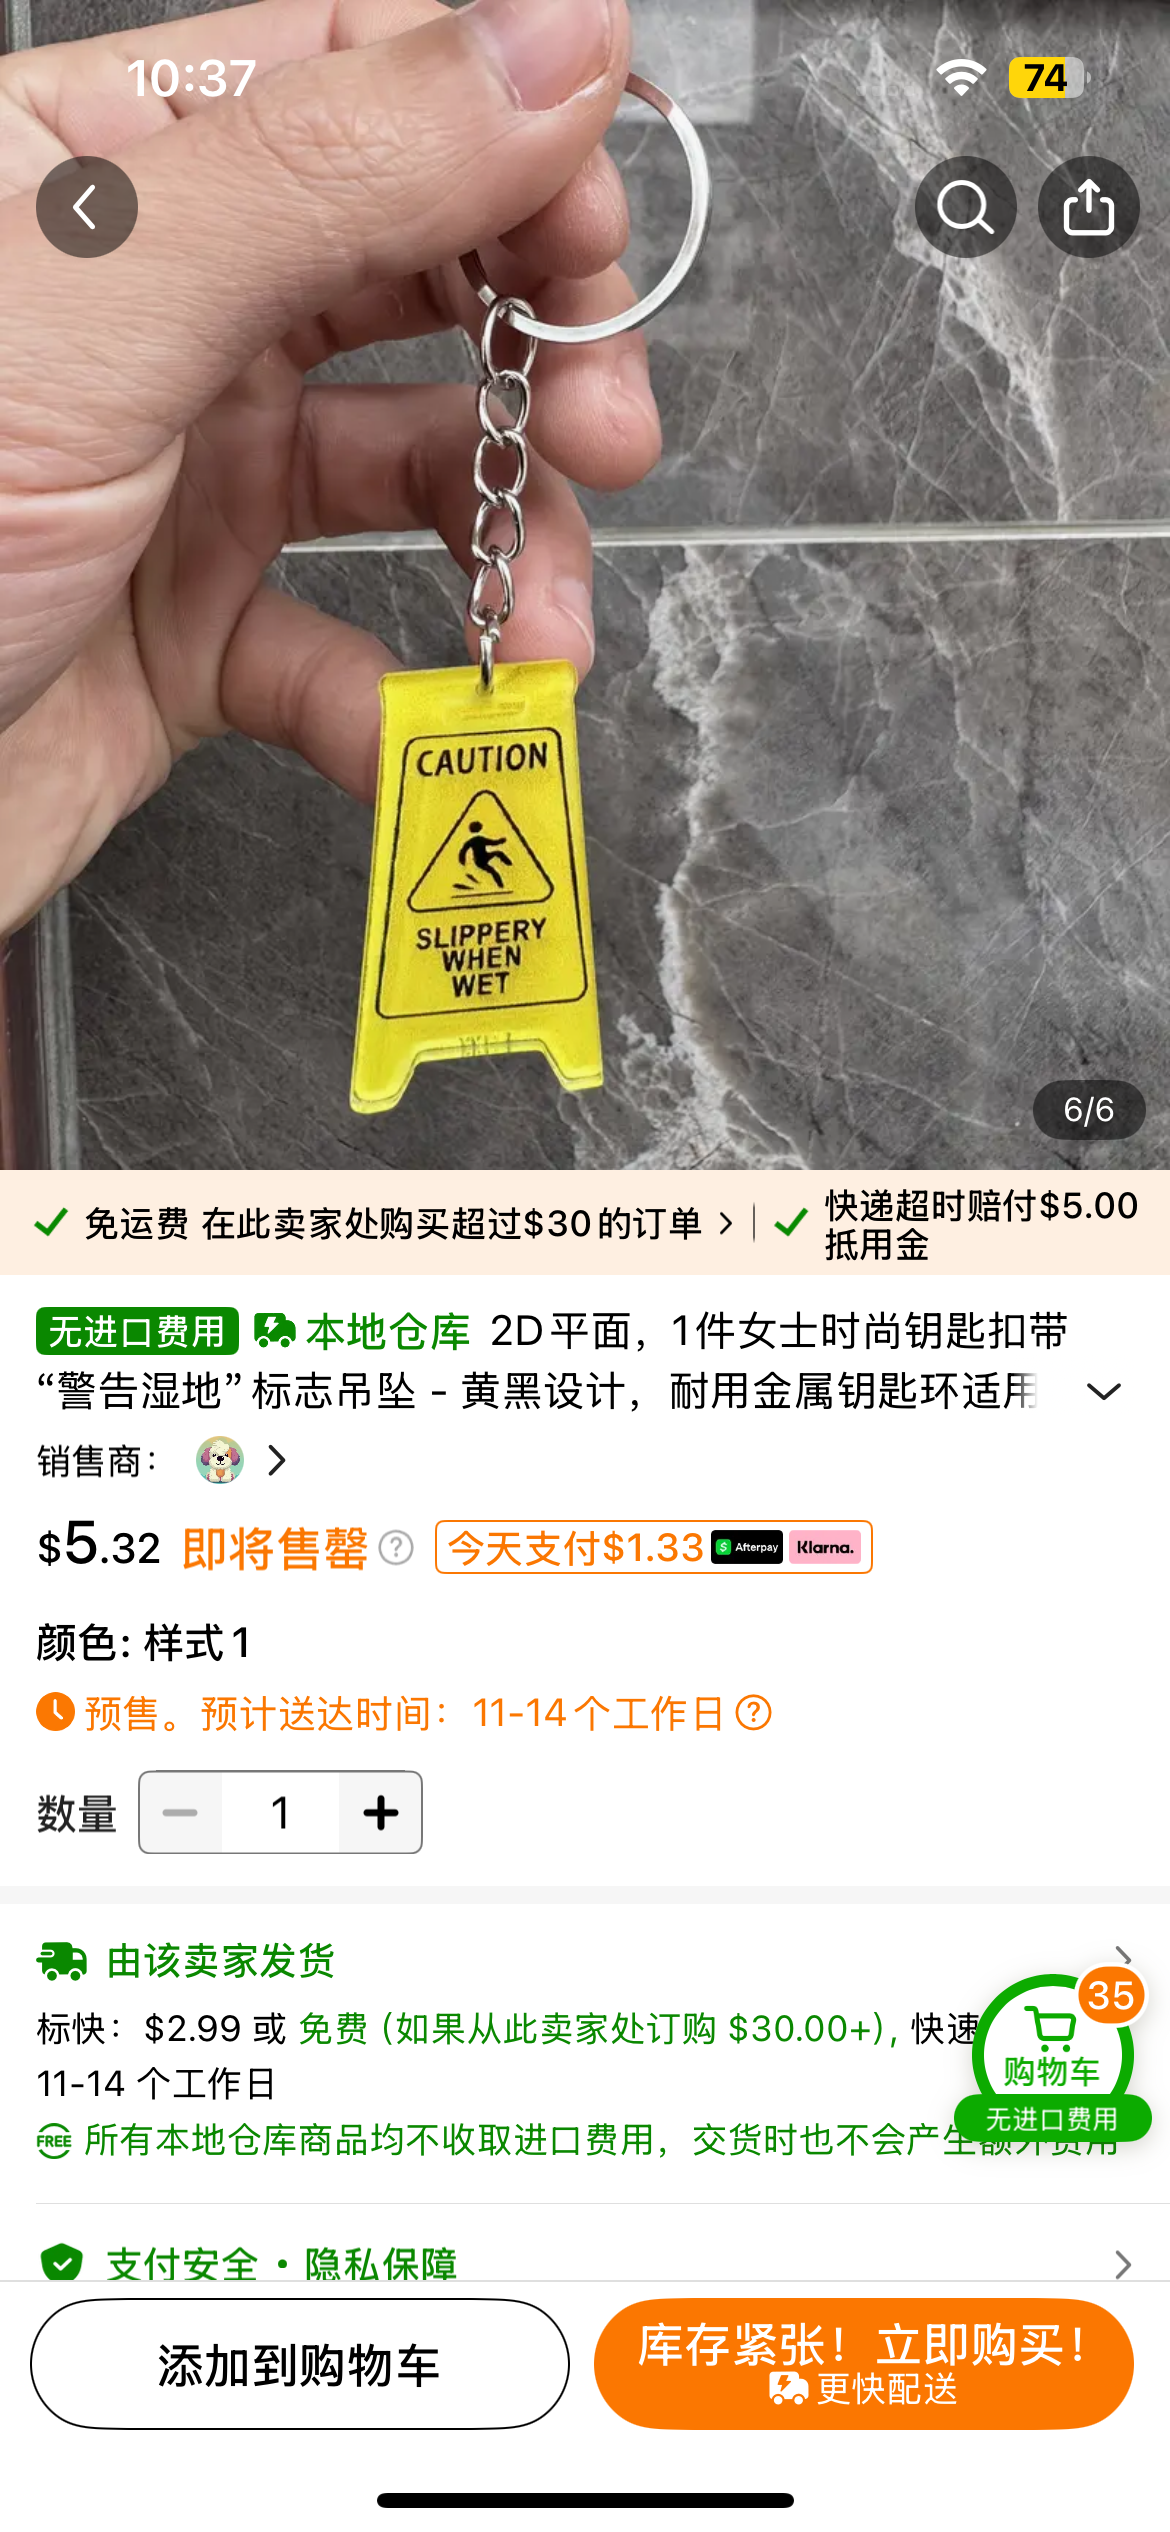 10:37
74
CAUTION
SLIPPERY
WHEN
WET
6/6
免运费 在此卖家处购买超过$30的订单
快递超时赔付$5.00
抵用金
无进口费用 本地仓库 2D平面，1件女士时尚钥匙扣带
“警告湿地”标志吊坠 - 黄黑设计，耐用金属钥匙环适用
销售商：
$5.32 即将售罄 ? 今天支付$1.33 Afterpay Klarna.
颜色: 样式1
预售。预计送达时间：11-14个工作日 ?
数量 1
由该卖家发货
35
标快：$2.99 或 免费 (如果从此卖家处订购 $30.00+), 快速
购物车
11-14 个工作日
无进口费用
FREE 所有本地仓库商品均不收取进口费用，交货时也不会产生额外费用
支付安全・隐私保障
添加到购物车
库存紧张！立即购买！
更快配送